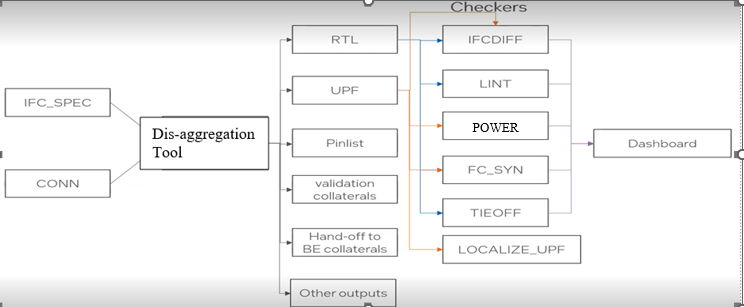 Checkers
IFC_SPEC
CONN
Dis-aggregation
Tool
RTL
UPF
Pinlist
validation
collaterals
Hand-off to
BE collaterals
Other outputs
IFCDIFF
LINT
POWER
FC_SYN
TIEOFF
LOCALIZE_UPF
Dashboard